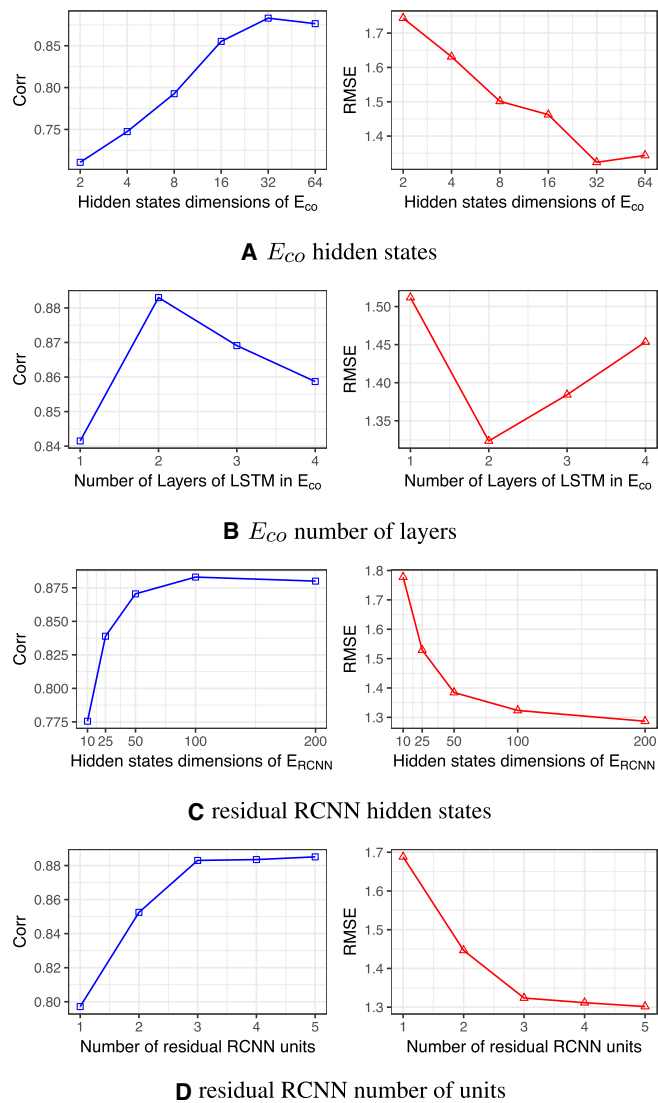 Corr
0.85
0.80
0.75
2 4 8 16 32 64
Hidden states dimensions of E_co
RMSE
1.7
1.6
1.5
1.4
2 4 8 16 32 64
Hidden states dimensions of E_co
A E_co hidden states
Corr
0.88
0.87
0.86
0.85
0.84
1 2 3 4
Number of Layers of LSTM in E_co
RMSE
1.50
1.45
1.40
1.35
1 2 3 4
Number of Layers of LSTM in E_co
B E_co number of layers
Corr
0.875
0.850
0.825
0.800
0.775
10 25 50 100 200
Hidden states dimensions of E_RCNN
RMSE
1.8
1.7
1.6
1.5
1.4
1.3
10 25 50 100 200
Hidden states dimensions of E_RCNN
C residual RCNN hidden states
Corr
0.88
0.86
0.84
0.82
0.80
1 2 3 4 5
Number of residual RCNN units
RMSE
1.7
1.6
1.5
1.4
1.3
1 2 3 4 5
Number of residual RCNN units
D residual RCNN number of units